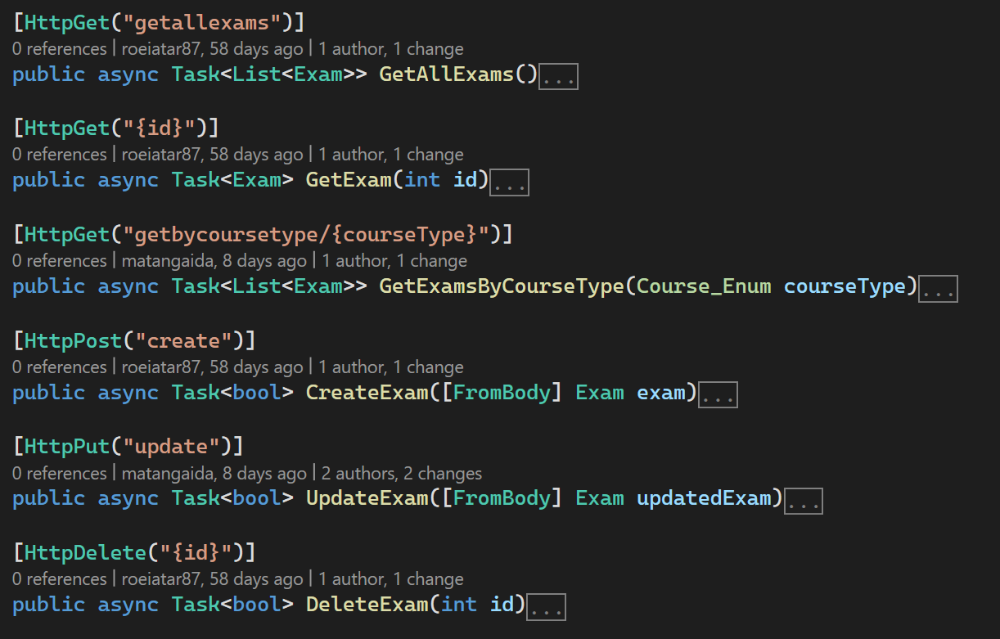 [HttpGet("getallexams")]
0 references | roeiatar87, 58 days ago | 1 author, 1 change
public async Task<List<Exam>> GetAllExams()...
[HttpGet("{id}")]
0 references | roeiatar87, 58 days ago | 1 author, 1 change
public async Task<Exam> GetExam(int id)...
[HttpGet("getbycoursetype/{courseType}")]
0 references | matangaida, 8 days ago | 1 author, 1 change
public async Task<List<Exam>> GetExamsByCourseType(Course_Enum courseType)...
[HttpPost("create")]
0 references | roeiatar87, 58 days ago | 1 author, 1 change
public async Task<bool> CreateExam([FromBody] Exam exam)...
[HttpPut("update")]
0 references | matangaida, 8 days ago | 2 authors, 2 changes
public async Task<bool> UpdateExam([FromBody] Exam updatedExam)...
[HttpDelete("{id}")]
0 references | roeiatar87, 58 days ago | 1 author, 1 change
public async Task<bool> DeleteExam(int id)...